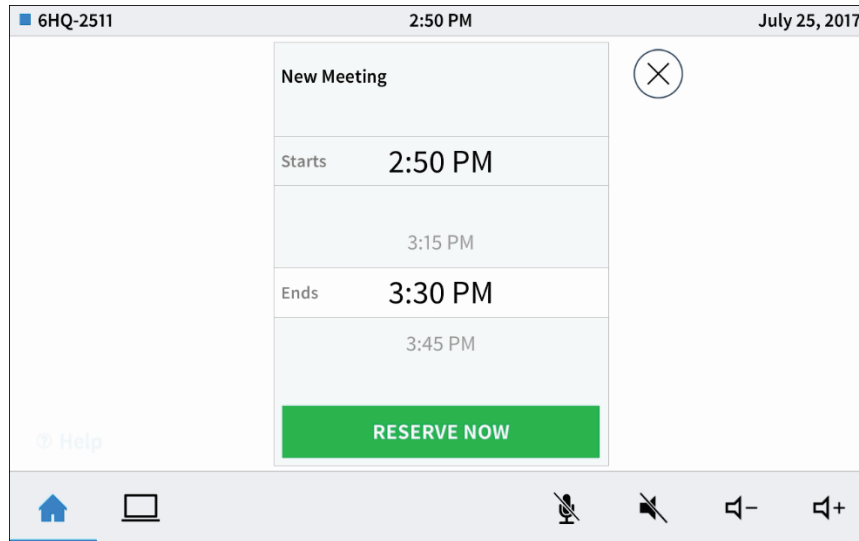 6HQ-2511 2:50 PM July 25, 2017
New Meeting
Starts 2:50 PM
3:15 PM
Ends 3:30 PM
3:45 PM
RESERVE NOW
Help